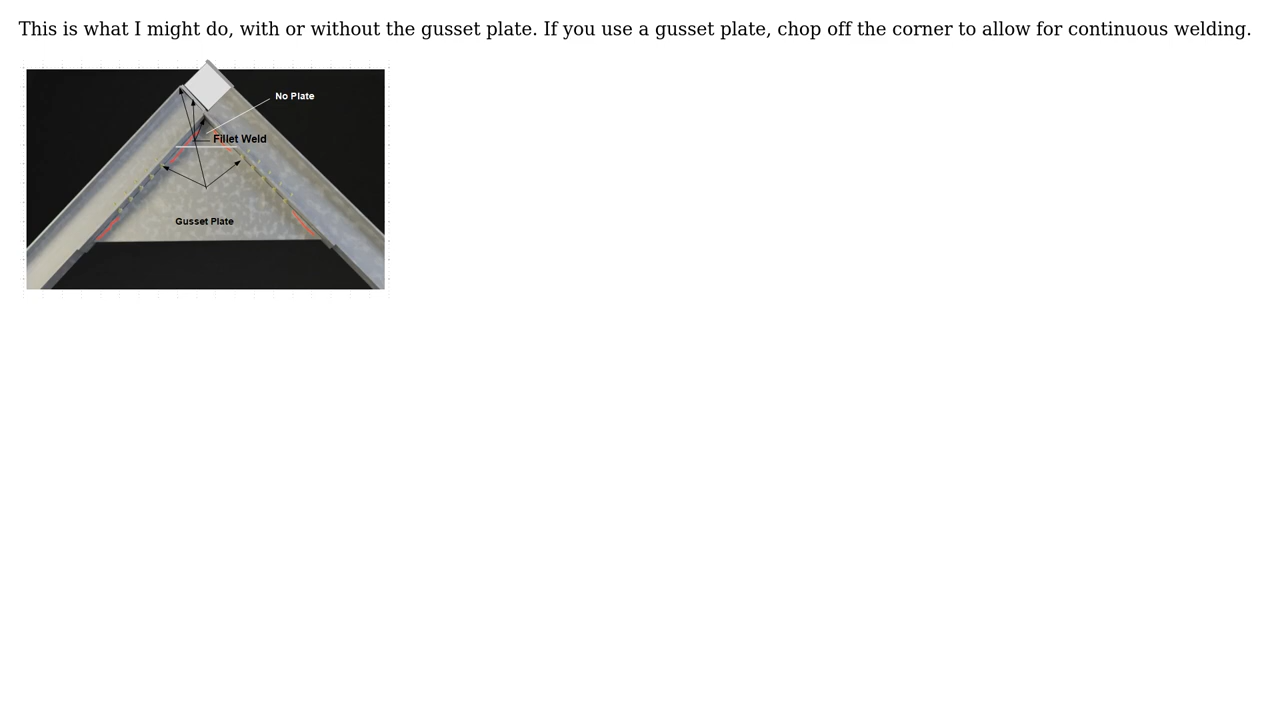 This is what I might do, with or without the gusset plate. If you use a gusset plate, chop off the corner to allow for continuous welding.
No Plate
Fillet Weld
Gusset Plate